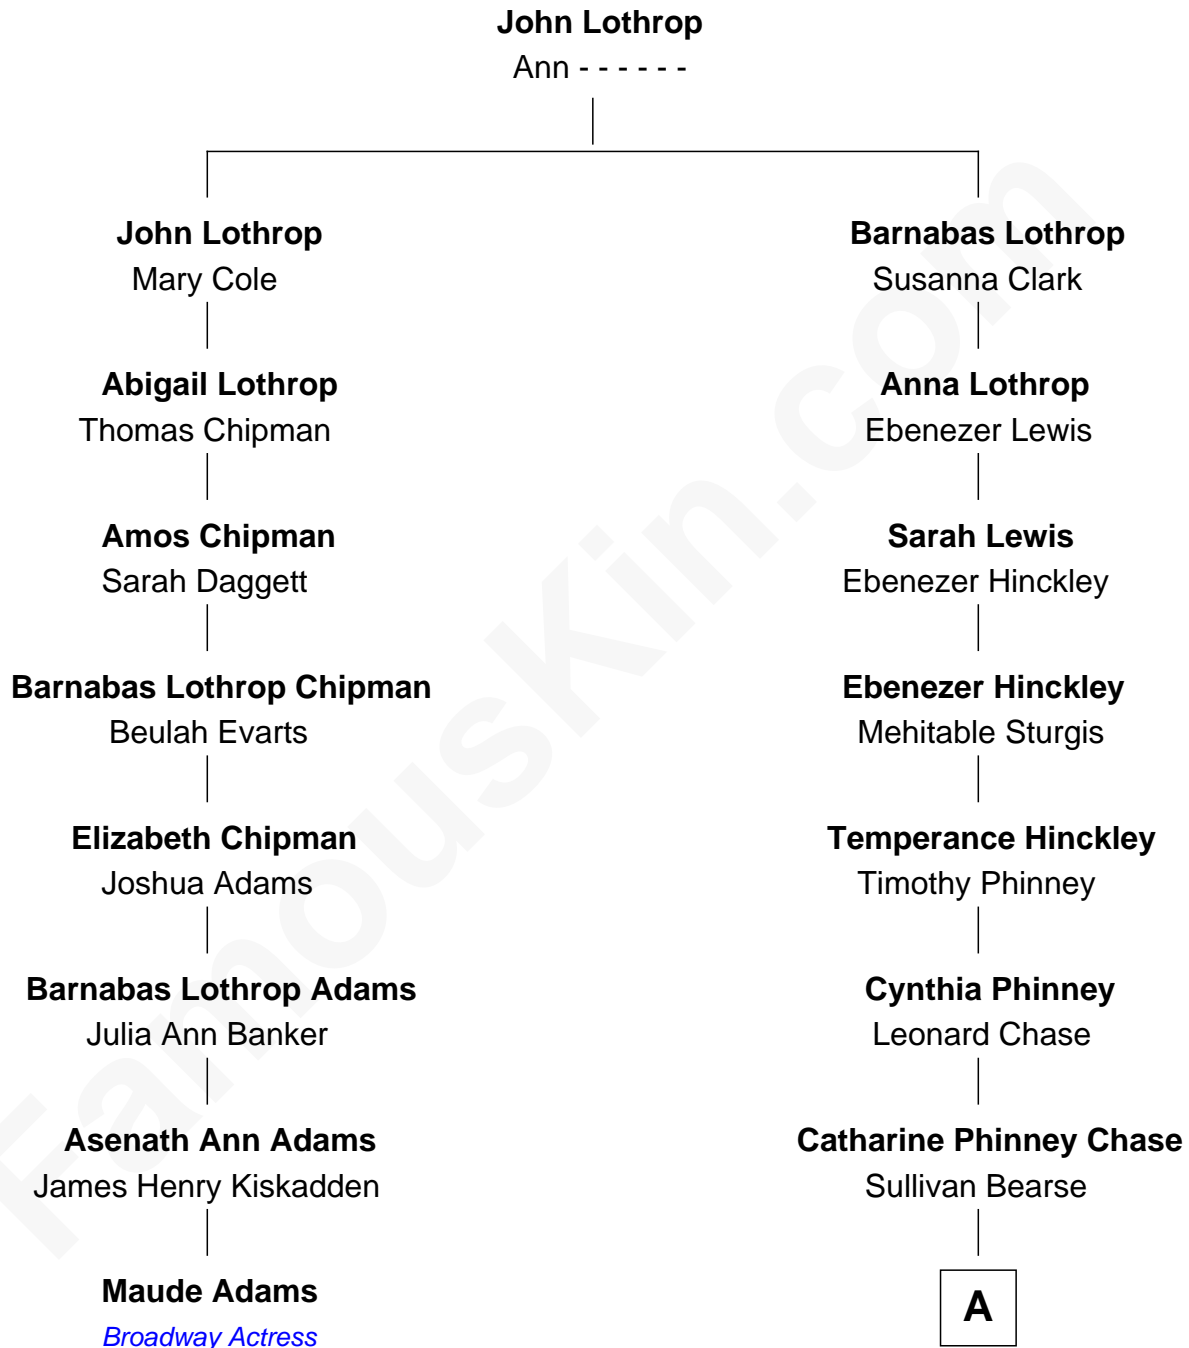 John Lothrop
Ann - - - - - -
John Lothrop
Mary Cole
Barnabas Lothrop
Susanna Clark
Abigail Lothrop
Thomas Chipman
Anna Lothrop
Ebenezer Lewis
Amos Chipman
Sarah Daggett
Sarah Lewis
Ebenezer Hinckley
Barnabas Lothrop Chipman
Beulah Evarts
Ebenezer Hinckley
Mehitable Sturgis
Elizabeth Chipman
Joshua Adams
Temperance Hinckley
Timothy Phinney
Barnabas Lothrop Adams
Julia Ann Banker
Cynthia Phinney
Leonard Chase
Asenath Ann Adams
James Henry Kiskadden
Catharine Phinney Chase
Sullivan Bearse
Maude Adams
Broadway Actress
A
FamousKin.com